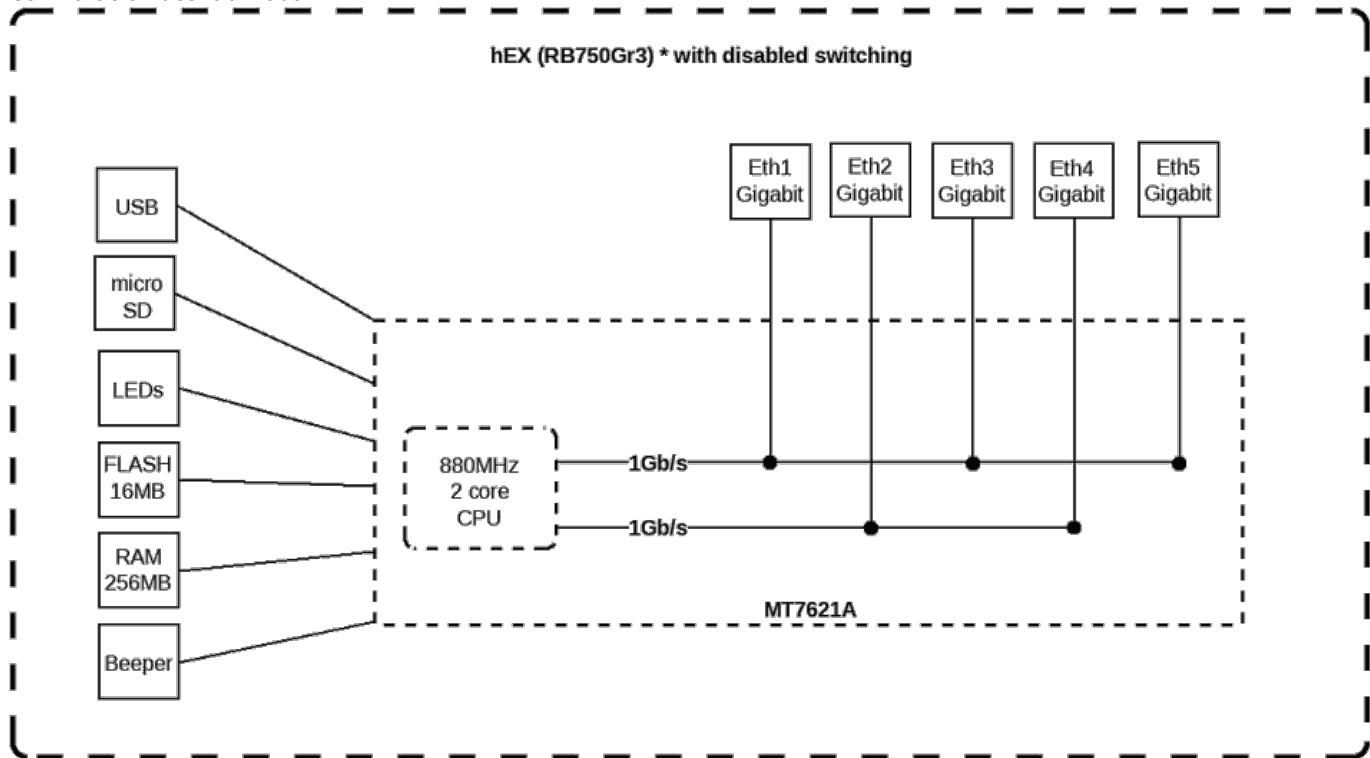 hEX (RB750Gr3) * with disabled switching
Eth1
Gigabit
Eth2
Gigabit
Eth3
Gigabit
Eth4
Gigabit
Eth5
Gigabit
USB
micro
SD
LEDs
FLASH
16MB
RAM
256MB
Beeper
880MHz
2 core
CPU
1Gb/s
1Gb/s
MT7621A